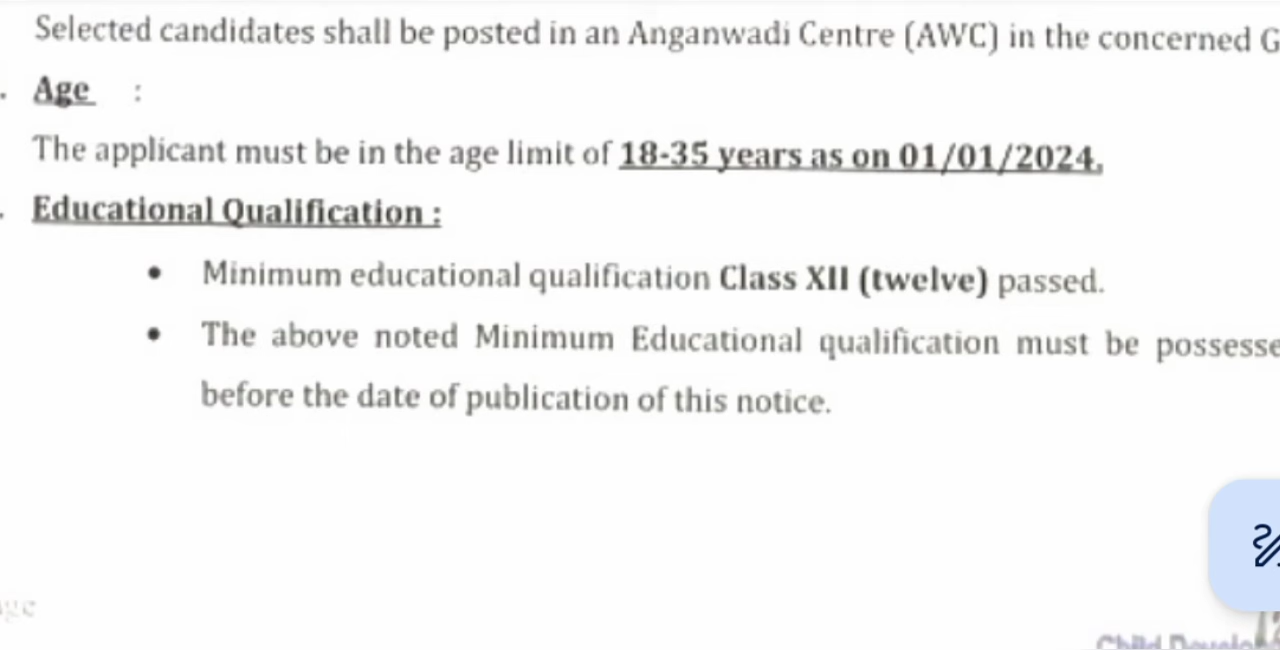 Selected candidates shall be posted in an Anganwadi Centre (AWC) in the concerned G
. Age :
The applicant must be in the age limit of 18-35 years as on 01/01/2024.
. Educational Qualification :
• Minimum educational qualification Class XII (twelve) passed.
• The above noted Minimum Educational qualification must be possesse
before the date of publication of this notice.
Child